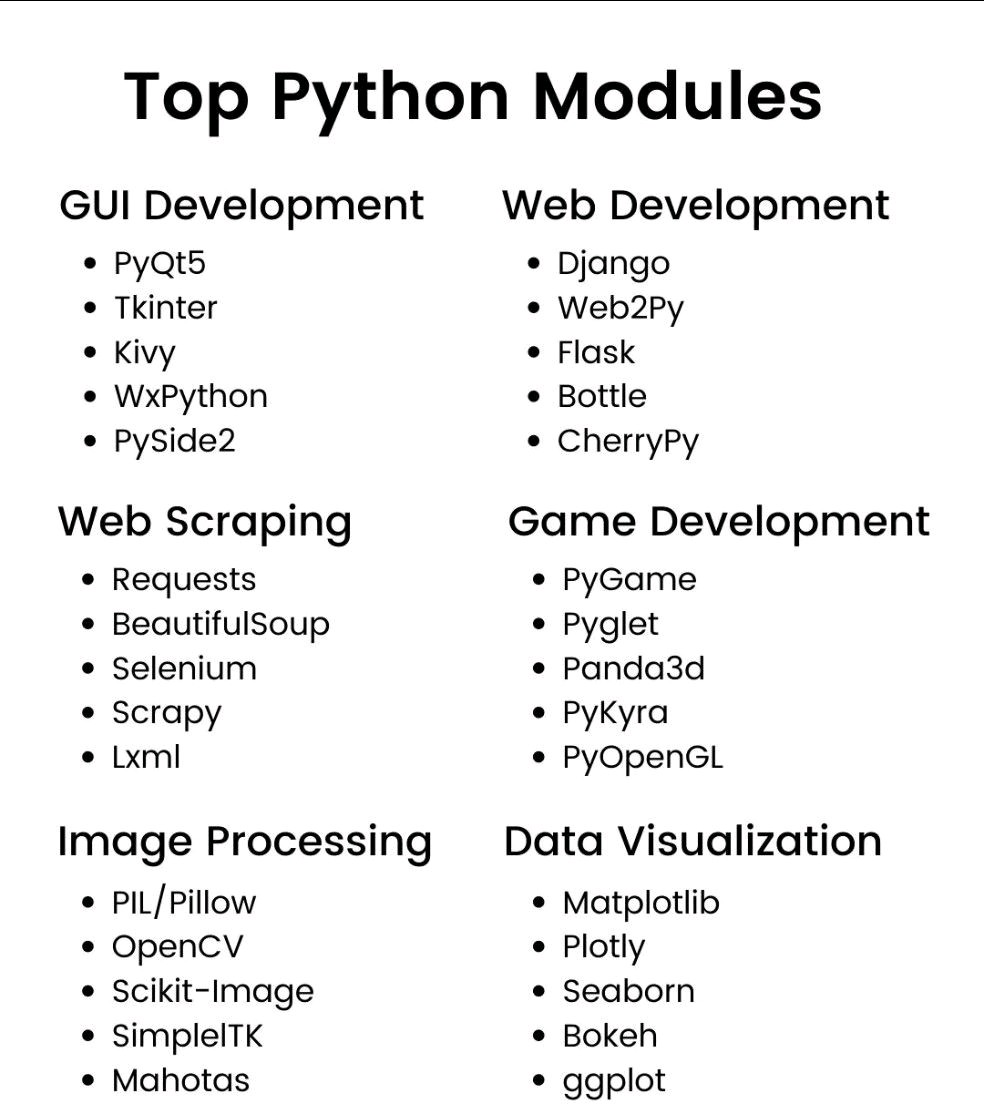 Top Python Modules
GUI Development
• PyQt5
• Tkinter
• Kivy
• WxPython
• PySide2
Web Development
• Django
• Web2Py
• Flask
• Bottle
• CherryPy
Web Scraping
• Requests
• BeautifulSoup
• Selenium
• Scrapy
• Lxml
Game Development
• PyGame
• Pyglet
• Panda3d
• PyKyra
• PyOpenGL
Image Processing
• PIL/Pillow
• OpenCV
• Scikit-Image
• SimpleITK
• Mahotas
Data Visualization
• Matplotlib
• Plotly
• Seaborn
• Bokeh
• ggplot